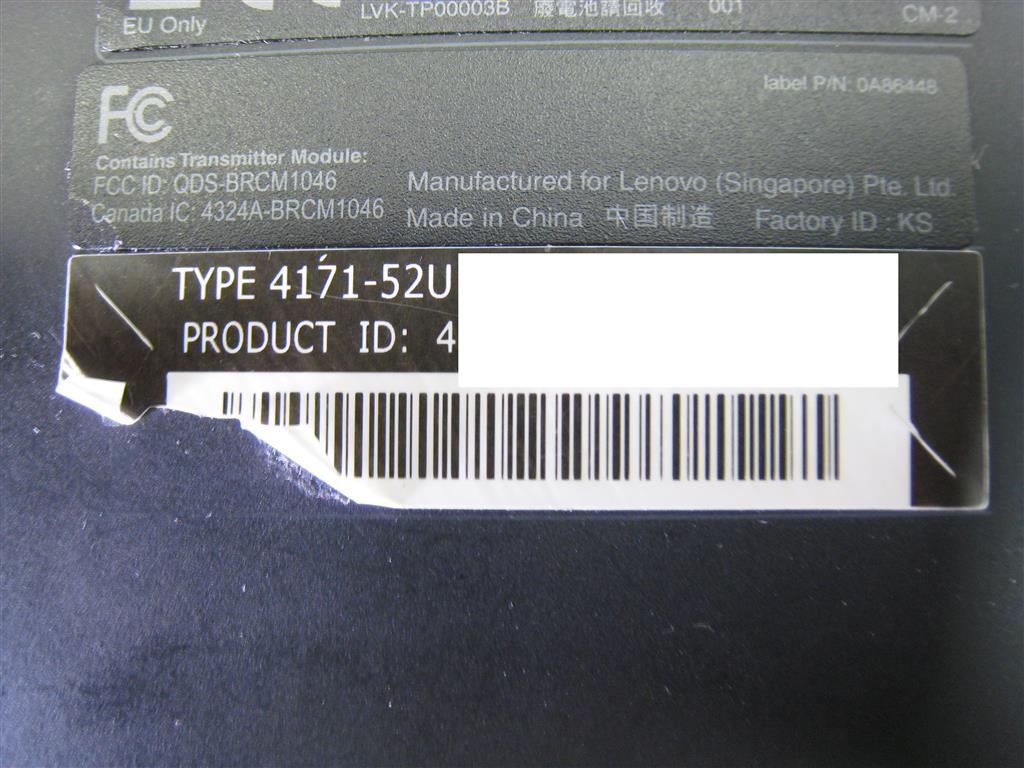 LVK-TP00003B 廢電池請回收 001
EU Only
CM-2
FC
label P/N: 0A86448
Contains Transmitter Module:
FCC ID: QDS-BRCM1046
Canada IC: 4324A-BRCM1046
Manufactured for Lenovo (Singapore) Pte. Ltd.
Made in China 中国制造 Factory ID : KS
TYPE 4171-52U
PRODUCT ID: 4